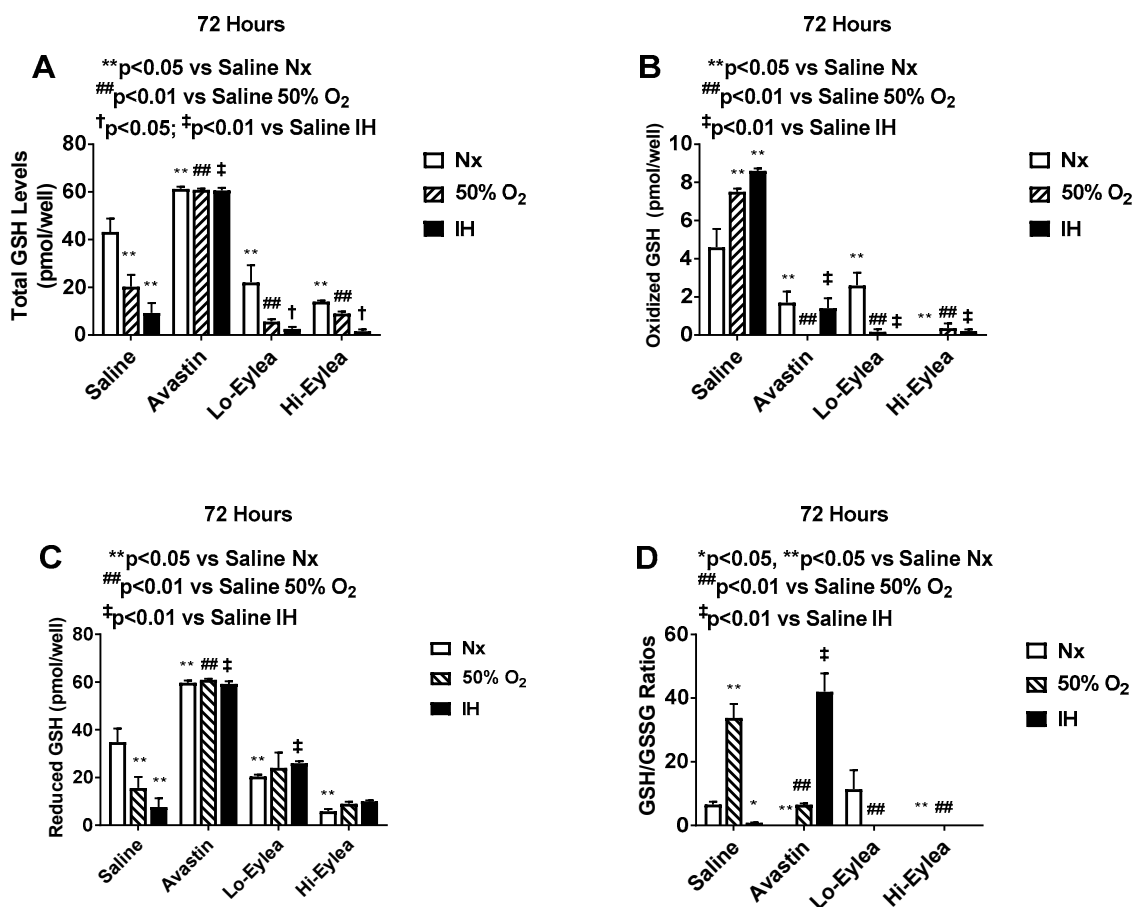 72 Hours
A
**p<0.05 vs Saline Nx
##p<0.01 vs Saline 50% O2
†p<0.05; ‡p<0.01 vs Saline IH
Total GSH Levels
(pmol/well)
80
60
40
20
0
** ** ** ## ‡ ** ## † ** ## †
Saline
Avastin
Lo-Eylea
Hi-Eylea
Nx
50% O2
IH
72 Hours
B
**p<0.05 vs Saline Nx
##p<0.01 vs Saline 50% O2
‡p<0.01 vs Saline IH
Oxidized GSH (pmol/well)
10
8
6
4
2
0
** ** ** ## ‡ ** ## ‡ ** ## ‡
Saline
Avastin
Lo-Eylea
Hi-Eylea
Nx
50% O2
IH
72 Hours
C
**p<0.05 vs Saline Nx
##p<0.01 vs Saline 50% O2
‡p<0.01 vs Saline IH
Reduced GSH (pmol/well)
80
60
40
20
0
** ** ** ## ‡ ** ‡ **
Saline
Avastin
Lo-Eylea
Hi-Eylea
Nx
50% O2
IH
72 Hours
D
*p<0.05, **p<0.05 vs Saline Nx
##p<0.01 vs Saline 50% O2
‡p<0.01 vs Saline IH
GSH/GSSG Ratios
60
40
20
0
** * ** ## ‡ ## ** ##
Saline
Avastin
Lo-Eylea
Hi-Eylea
Nx
50% O2
IH